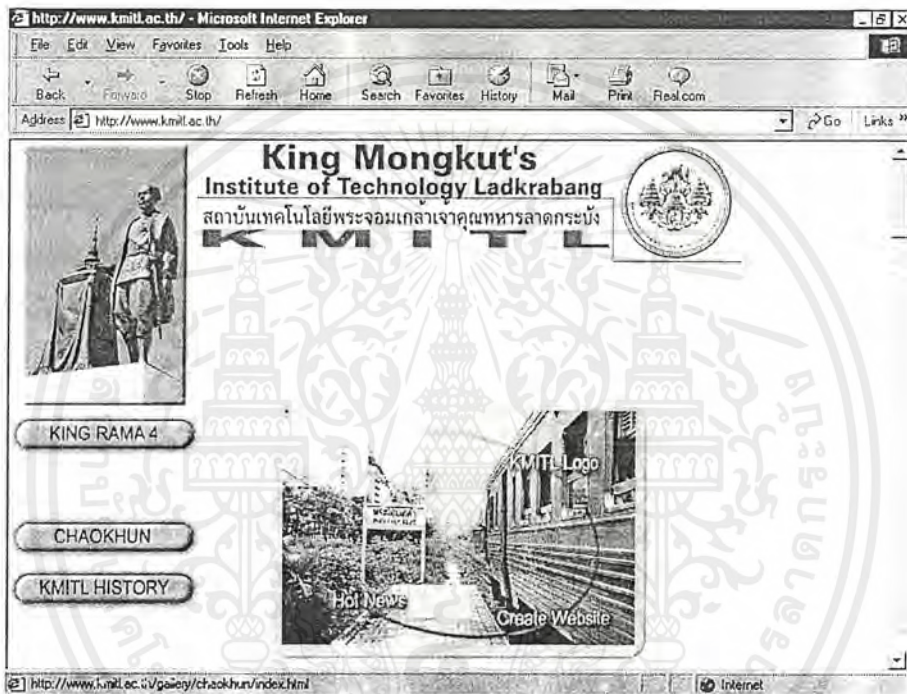 http://www.kmitl.ac.th/ - Microsoft Internet Explorer
File Edit View Favorites Tools Help
Back Forward Stop Refresh Home Search Favorites History Mail Print Real.com
Address http://www.kmitl.ac.th/ Go Links »
King Mongkut's
Institute of Technology Ladkrabang
สถาบันเทคโนโลยีพระจอมเกล้าเจ้าคุณทหารลาดกระบัง
KMITL
KING RAMA 4
CHAOKHUN
KMITL HISTORY
KMITL Logo
Hot News
Create Website
http://www.kmitl.ac.th/gallery/chaokhun/index.html
Internet